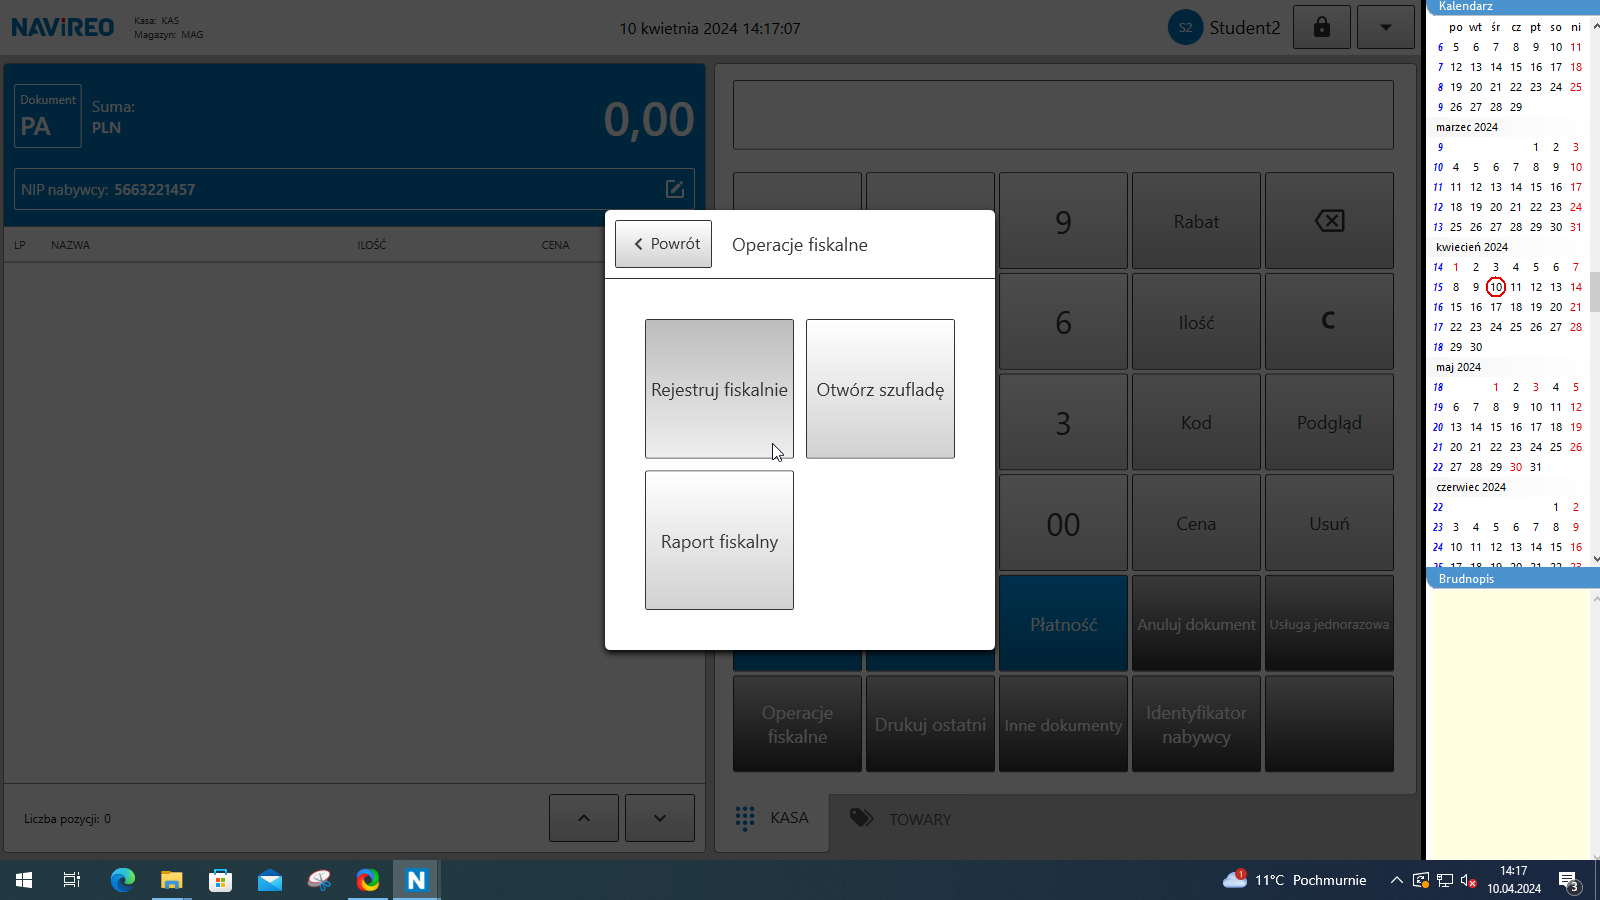 NAVIREO
Kasa: KAS
Magazyn: MAG
10 kwietnia 2024 14:17:07
S2
Student2
Dokument
PA
Suma:
PLN
0,00
NIP nabywcy: 5663221457
LP NAZWA ILOŚĆ CENA
Powrót
Operacje fiskalne
Rejestruj fiskalnie
Otwórz szufladę
Raport fiskalny
9 Rabat
6 Ilość C
3 Kod Podgląd
00 Cena Usuń
Płatność Anuluj dokument Usługa jednorazowa
Operacje fiskalne
Drukuj ostatni
Inne dokumenty
Identyfikator nabywcy
Liczba pozycji: 0
KASA
TOWARY
Kalendarz
po wt śr cz pt so ni
6 5 6 7 8 9 10 11
7 12 13 14 15 16 17 18
8 19 20 21 22 23 24 25
9 26 27 28 29
marzec 2024
9 1 2 3
10 4 5 6 7 8 9 10
11 11 12 13 14 15 16 17
12 18 19 20 21 22 23 24
13 25 26 27 28 29 30 31
kwiecień 2024
14 1 2 3 4 5 6 7
15 8 9 10 11 12 13 14
16 15 16 17 18 19 20 21
17 22 23 24 25 26 27 28
18 29 30
maj 2024
18 1 2 3 4 5
19 6 7 8 9 10 11 12
20 13 14 15 16 17 18 19
21 20 21 22 23 24 25 26
22 27 28 29 30 31
czerwiec 2024
22 1 2
23 3 4 5 6 7 8 9
24 10 11 12 13 14 15 16
25 17 18 19 20 21 22 23
Brudnopis
N
1
11°C Pochmurnie
14:17
10.04.2024
3